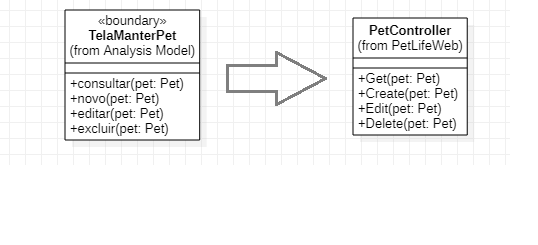 «boundary»
TelaManterPet
(from Analysis Model)
+consultar(pet: Pet)
+novo(pet: Pet)
+editar(pet: Pet)
+excluir(pet: Pet)
PetController
(from PetLifeWeb)
+Get(pet: Pet)
+Create(pet: Pet)
+Edit(pet: Pet)
+Delete(pet: Pet)